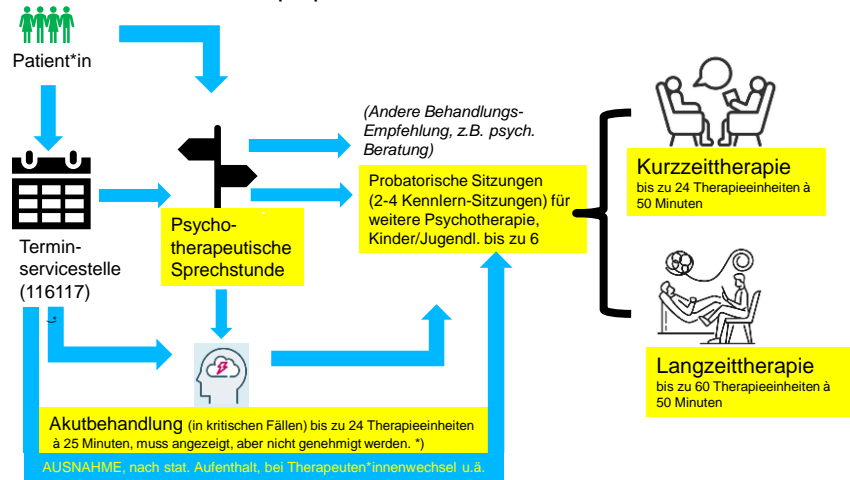 Patient*in
Termin-
servicestelle
(116117)
Psycho-
therapeutische
Sprechstunde
(Andere Behandlungs-
Empfehlung, z.B. psych.
Beratung)
Probatorische Sitzungen
(2-4 Kennlern-Sitzungen) für
weitere Psychotherapie,
Kinder/Jugendl. bis zu 6
Kurzzeittherapie
bis zu 24 Therapieeinheiten à
50 Minuten
Langzeittherapie
bis zu 60 Therapieeinheiten à
50 Minuten
Akutbehandlung (in kritischen Fällen) bis zu 24 Therapieeinheiten
à 25 Minuten, muss angezeigt, aber nicht genehmigt werden. *)
AUSNAHME, nach stat. Aufenthalt, bei Therapeuten*innenwechsel u.ä.